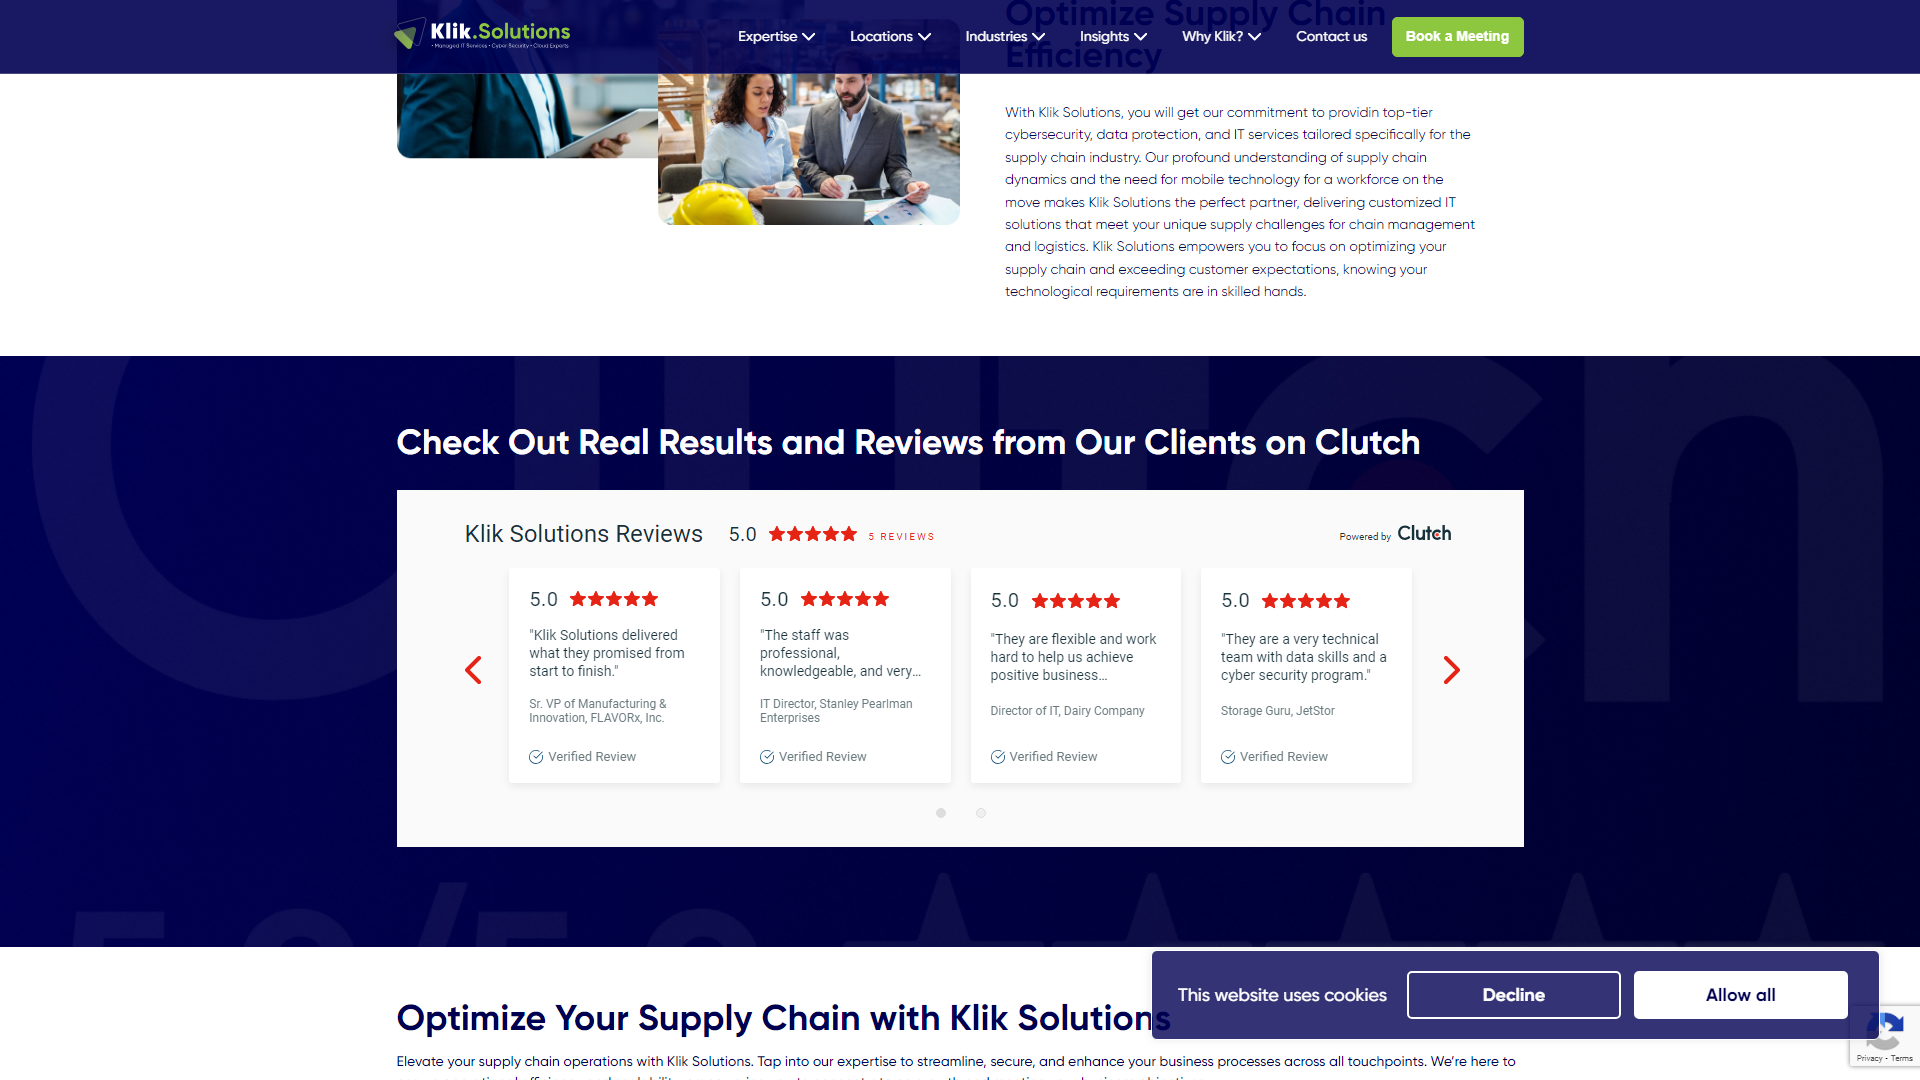 Klik.Solutions
• Managed IT Services • Cyber Security • Cloud Experts
Expertise
Locations
Industries
Insights
Why Klik?
Contact us
Book a Meeting
Optimize Supply Chain
Efficiency
With Klik Solutions, you will get our commitment to providin top-tier
cybersecurity, data protection, and IT services tailored specifically for the
supply chain industry. Our profound understanding of supply chain
dynamics and the need for mobile technology for a workforce on the
move makes Klik Solutions the perfect partner, delivering customized IT
solutions that meet your unique supply challenges for chain management
and logistics. Klik Solutions empowers you to focus on optimizing your
supply chain and exceeding customer expectations, knowing your
technological requirements are in skilled hands.
Check Out Real Results and Reviews from Our Clients on Clutch
Klik Solutions Reviews 5.0 5 REVIEWS
Powered by Clutch
5.0
"Klik Solutions delivered
what they promised from
start to finish."
Sr. VP of Manufacturing &
Innovation, FLAVORx, Inc.
Verified Review
5.0
"The staff was
professional,
knowledgeable, and very...
IT Director, Stanley Pearlman
Enterprises
Verified Review
5.0
"They are flexible and work
hard to help us achieve
positive business...
Director of IT, Dairy Company
Verified Review
5.0
"They are a very technical
team with data skills and a
cyber security program."
Storage Guru, JetStor
Verified Review
Optimize Your Supply Chain with Klik Solutions
Elevate your supply chain operations with Klik Solutions. Tap into our expertise to streamline, secure, and enhance your business processes across all touchpoints. We're here to
This website uses cookies
Decline
Allow all
Privacy - Terms